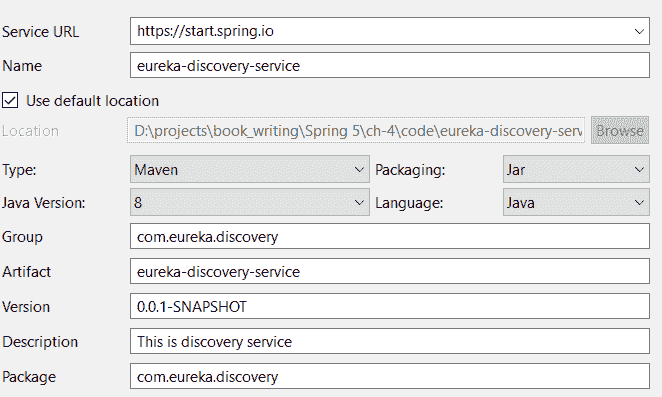 Service URL https://start.spring.io
Name eureka-discovery-service
Use default location
Location D:\projects\book_writing\Spring 5\ch-4\code\eureka-discovery-serv Browse
Type: Maven Packaging: Jar
Java Version: 8 Language: Java
Group com.eureka.discovery
Artifact eureka-discovery-service
Version 0.0.1-SNAPSHOT
Description This is discovery service
Package com.eureka.discovery